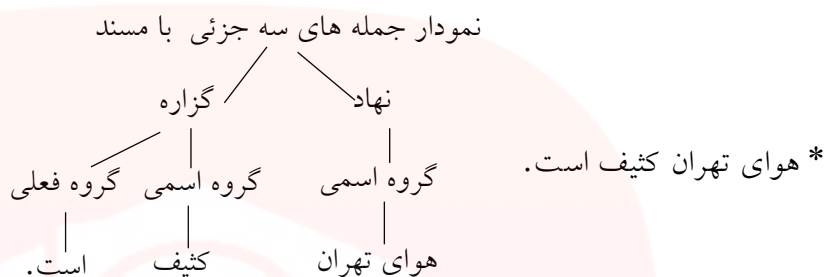 نمودار جمله های سه جزئی با مسند
نهاد گزاره
* هوای تهران کثیف است.
گروه اسمی گروه اسمی گروه فعلی
هوای تهران کثیف است.